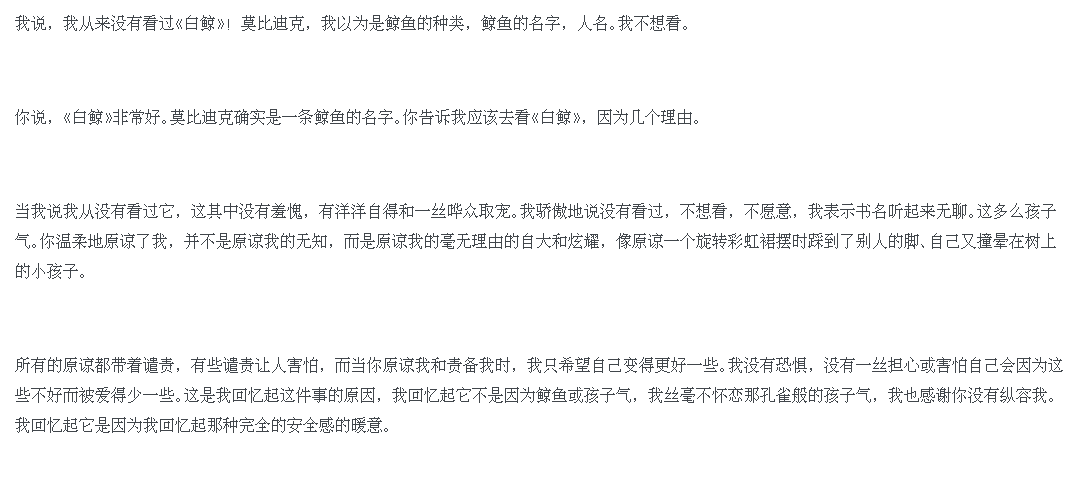 我说，我从来没有看过《白鲸》！莫比迪克，我以为是鲸鱼的种类，鲸鱼的名字，人名。我不想看。
你说，《白鲸》非常好。莫比迪克确实是一条鲸鱼的名字。你告诉我应该去看《白鲸》，因为几个理由。
当我说我从没有看过它，这其中没有羞愧，有洋洋自得和一丝哗众取宠。我骄傲地说没有看过，不想看，不愿意，我表示书名听起来无聊。这多么孩子
气。你温柔地原谅了我，并不是原谅我的无知，而是原谅我的毫无理由的自大和炫耀，像原谅一个旋转彩虹裙摆时踩到了别人的脚、自己又撞晕在树上
的小孩子。
所有的原谅都带着谴责，有些谴责让人害怕，而当你原谅我和责备我时，我只希望自己变得更好一些。我没有恐惧，没有一丝担心或害怕自己会因为这
些不好而被爱得少一些。这是我回忆起这件事的原因，我回忆起它不是因为鲸鱼或孩子气，我丝毫不怀恋那孔雀般的孩子气，我也感谢你没有纵容我。
我回忆起它是因为我回忆起那种完全的安全感的暖意。